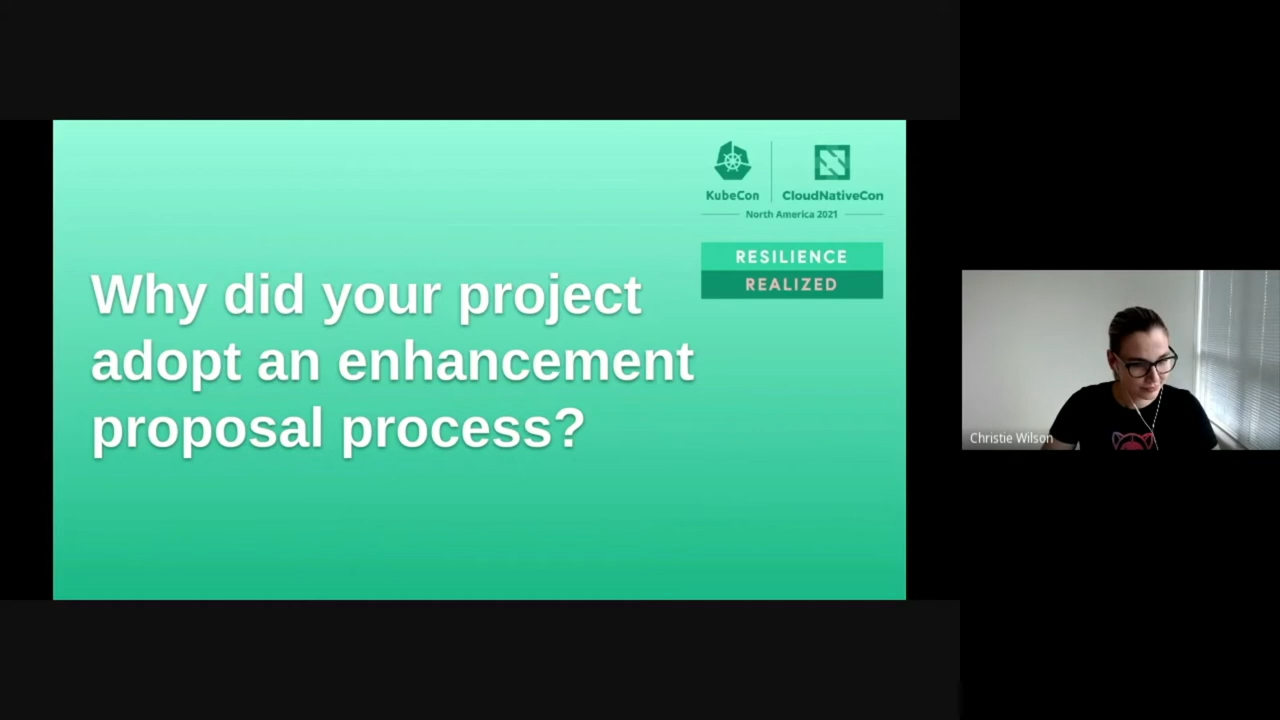 KubeCon
CloudNativeCon
North America 2021
RESILIENCE
REALIZED
Why did your project
adopt an enhancement
proposal process?
Christie Wilson